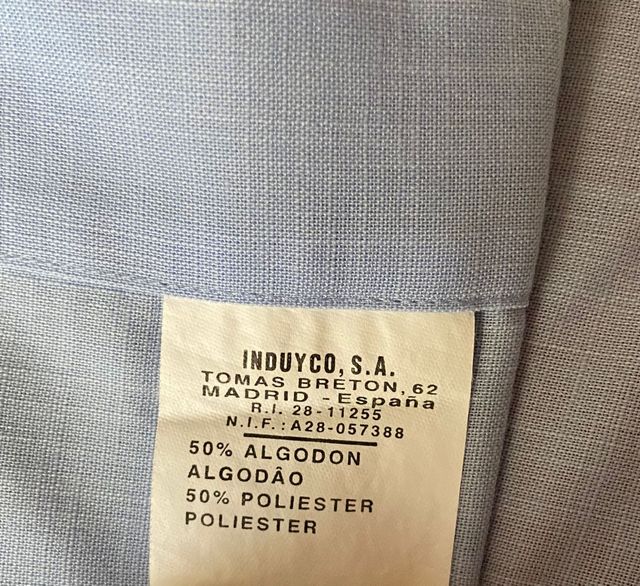 INDUYCO, S.A.
TOMAS BRETON, 62
MADRID - España
R.I. 28-11255
N.I.F.: A28-057388
50% ALGODON
ALGODÂO
50% POLIESTER
POLIESTER